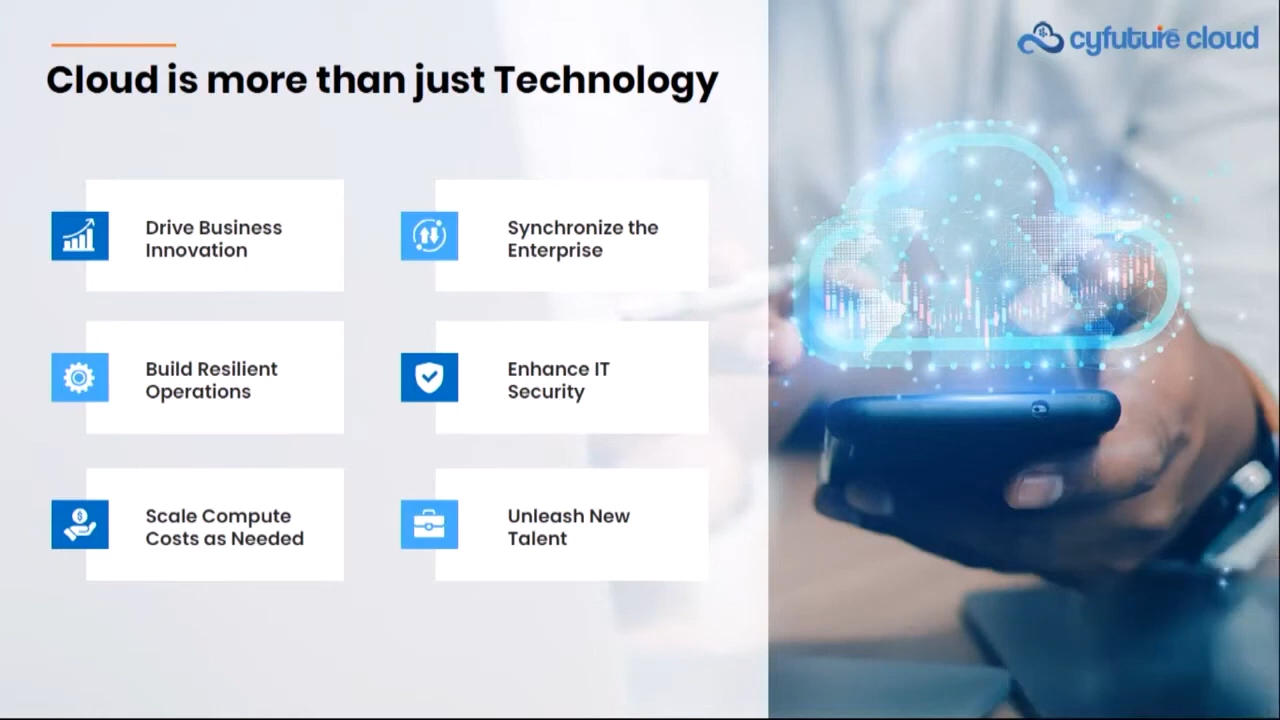 cyfuture cloud
Cloud is more than just Technology
Drive Business
Innovation
Synchronize the
Enterprise
Build Resilient
Operations
Enhance IT
Security
Scale Compute
Costs as Needed
Unleash New
Talent